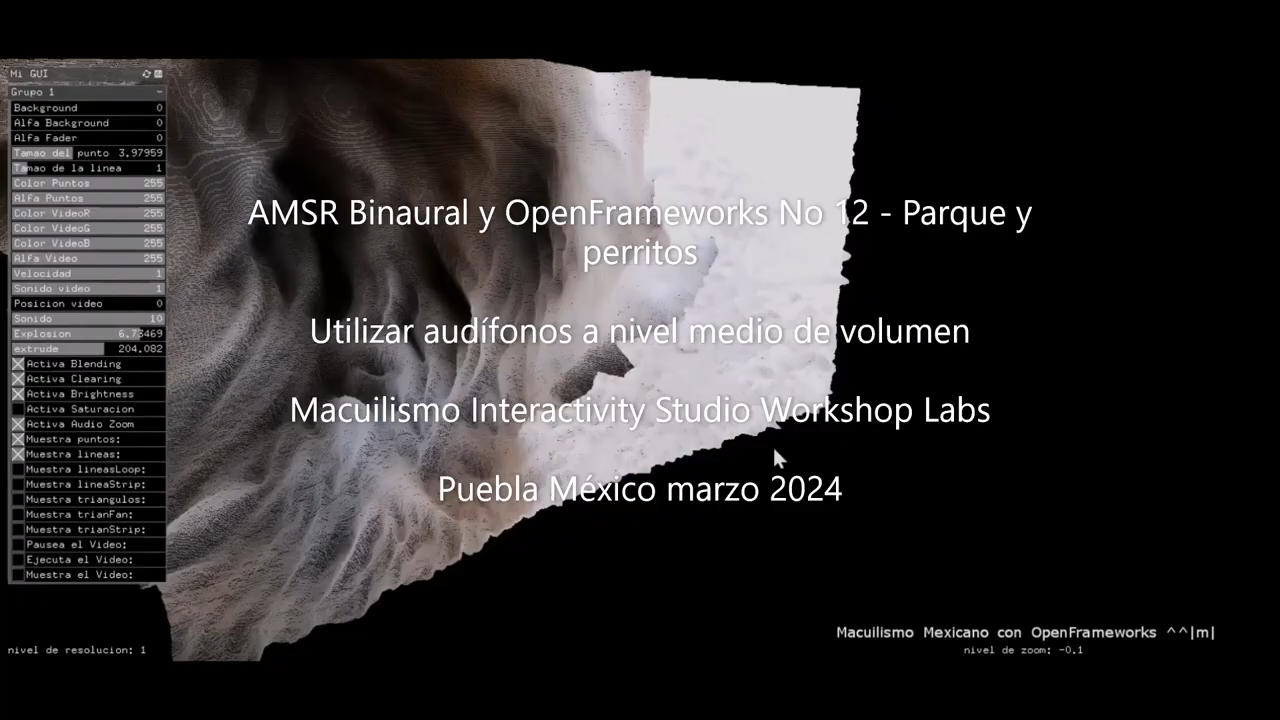 Mi GUI
Grupo 1
Background 0
Alfa Background 0
Alfa Fader 0
Tamao del punto 3.97959
Tamao de la linea 1
Color Puntos 255
Alfa Puntos 255
Color VideoR 255
Color VideoG 255
Color VideoB 255
Alfa Video 255
Velocidad 1
Sonido video 1
Posicion video 0
Sonido 10
Explosion 6.73469
extrude 204.082
Activa Blending
Activa Clearing
Activa Brightness
Activa Saturacion
Activa Audio Zoom
Muestra puntos:
Muestra lineas:
Muestra lineasLoop:
Muestra lineaStrip:
Muestra triangulos:
Muestra trianFan:
Muestra trianStrip:
Pausea el Video:
Ejecuta el Video:
Muestra el Video:
nivel de resolucion: 1
AMSR Binaural y OpenFrameworks No 12 - Parque y
perritos
Utilizar audífonos a nivel medio de volumen
Macuilismo Interactivity Studio Workshop Labs
Puebla México marzo 2024
Macuilismo Mexicano con OpenFrameworks ^^|m|
nivel de zoom: -0.1